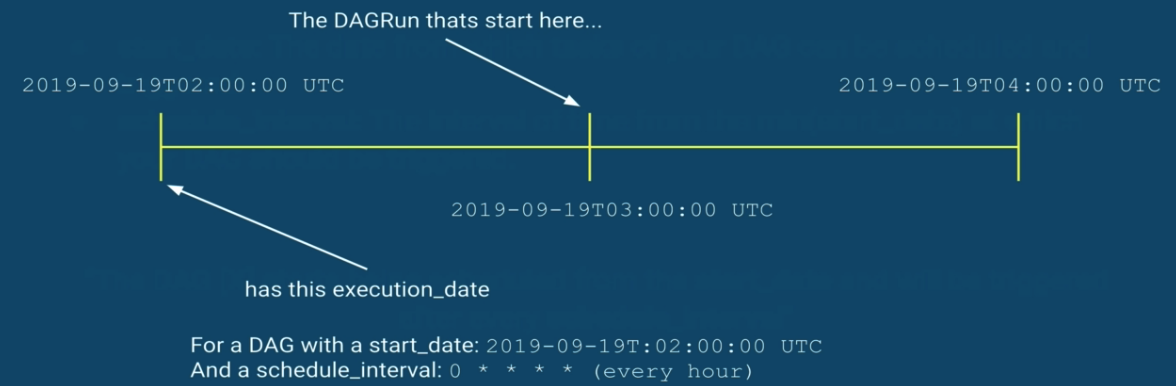 The DAGRun thats start here...
2019-09-19T02:00:00 UTC
2019-09-19T04:00:00 UTC
2019-09-19T03:00:00 UTC
has this execution_date
For a DAG with a start_date: 2019-09-19T:02:00:00 UTC
And a schedule_interval: 0 * * * * (every hour)